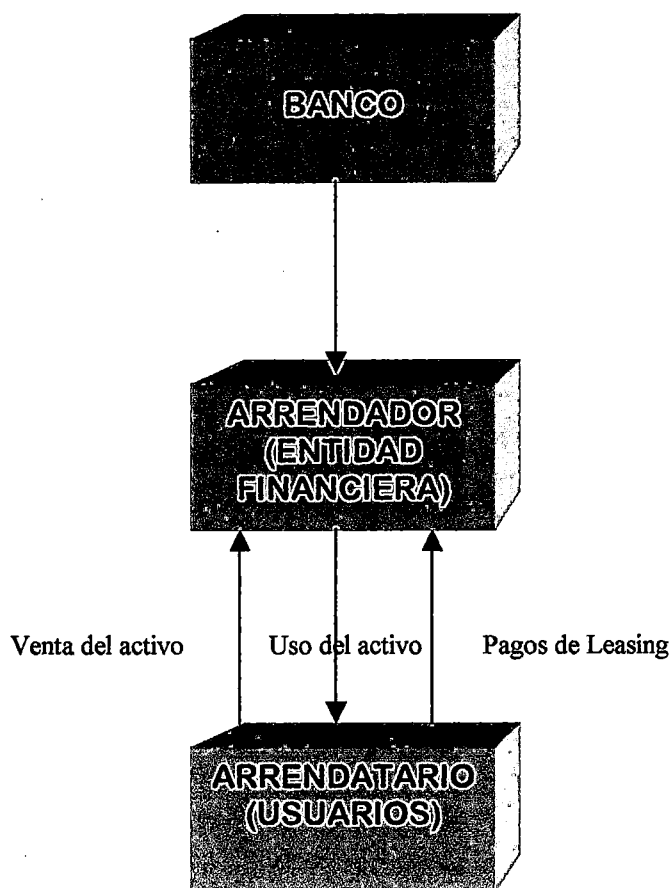 BANCO
ARRENDADOR
(ENTIDAD
FINANCIERA)
Venta del activo
Uso del activo
Pagos de Leasing
ARRENDATARIO
(USUARIOS)